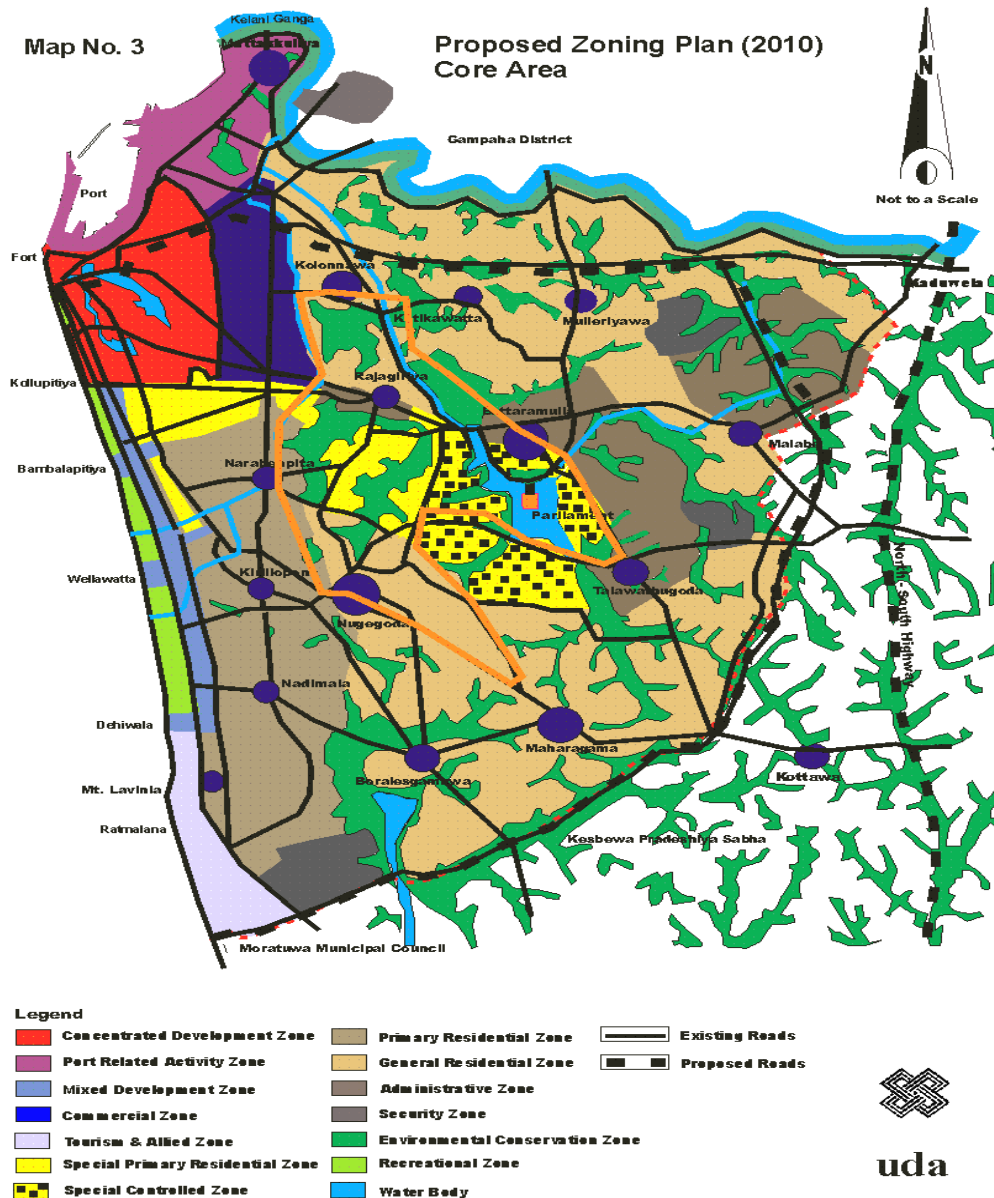 Kelani Ganga
Map No. 3
Mattakuliya
Proposed Zoning Plan (2010)
Core Area
N
Gampaha District
Port
Not to a Scale
Fort
Kolonnawa
Kaduwela
Kotikawatta
Mulleriyawa
Kollupitiya
Rajagiriya
Battaramulla
Malabe
Bambalapitiya
Narahenpita
Parliament
Wellawatta
Kirillopon
Talawathugoda
North - South Highway
Nugegoda
Nadimala
Dehiwala
Maharagama
Boralesgamuwa
Kottawa
Mt. Lavinia
Ratmalana
Kesbewa Pradeshiya Sabha
Moratuwa Municipal Council
Legend
Concentrated Development Zone
Port Related Activity Zone
Mixed Development Zone
Commercial Zone
Tourism & Allied Zone
Special Primary Residential Zone
Special Controlled Zone
Primary Residential Zone
General Residential Zone
Administrative Zone
Security Zone
Environmental Conservation Zone
Recreational Zone
Water Body
Existing Roads
Proposed Roads
uda